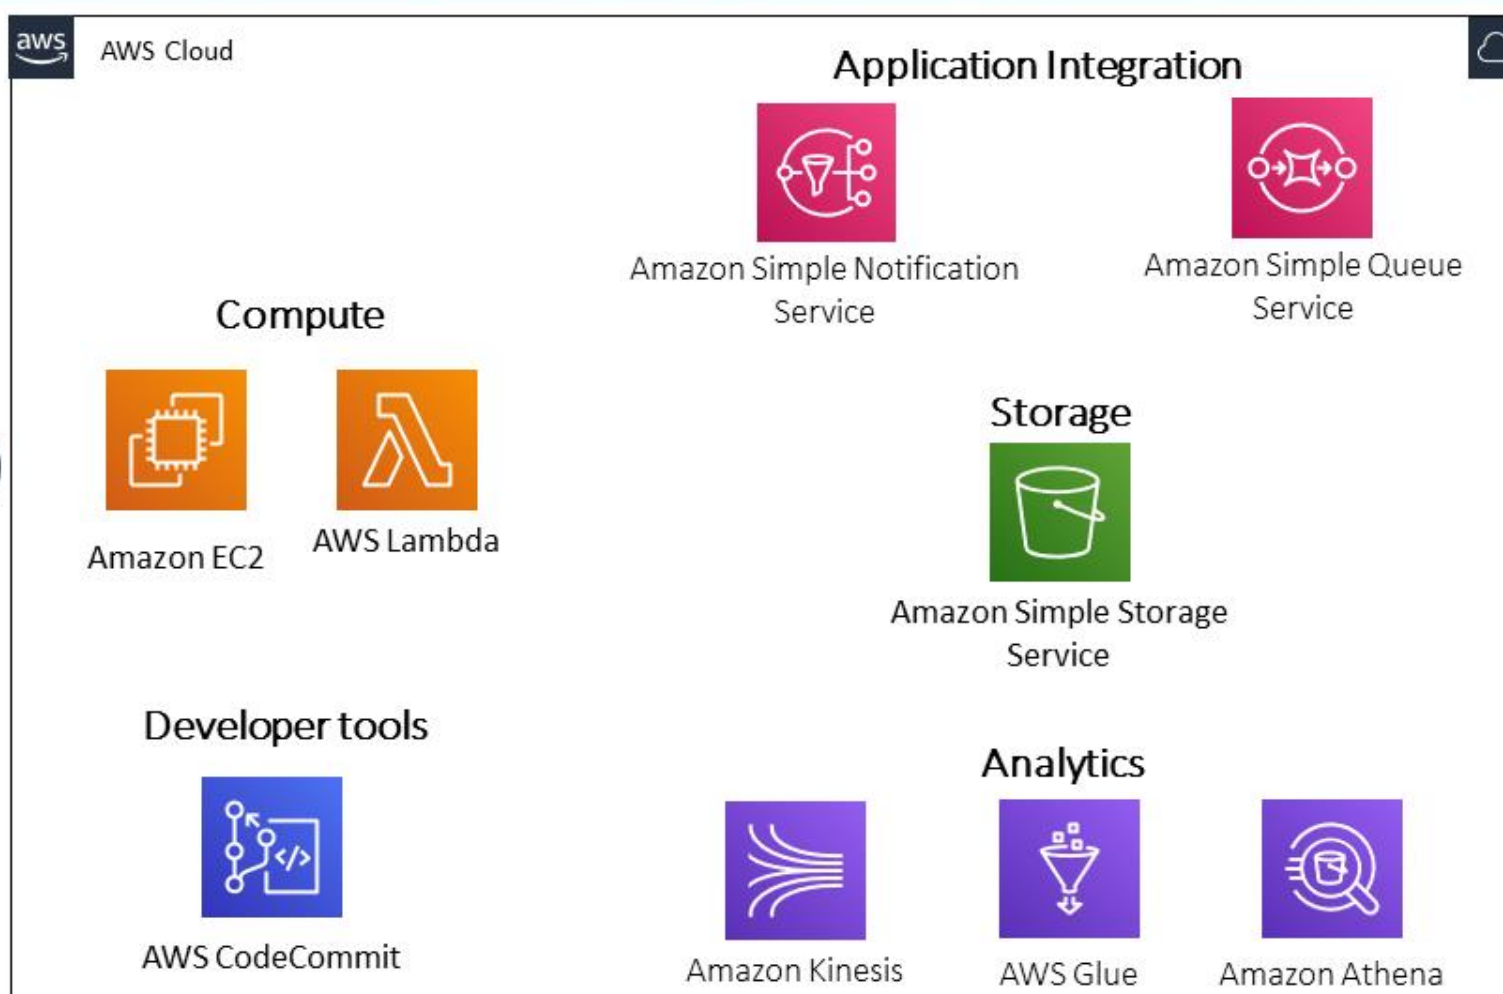 aws
AWS Cloud
Application Integration
Amazon Simple Notification
Service
Amazon Simple Queue
Service
Compute
Amazon EC2
AWS Lambda
Storage
Amazon Simple Storage
Service
Developer tools
</>
AWS CodeCommit
Analytics
Amazon Kinesis
AWS Glue
Amazon Athena